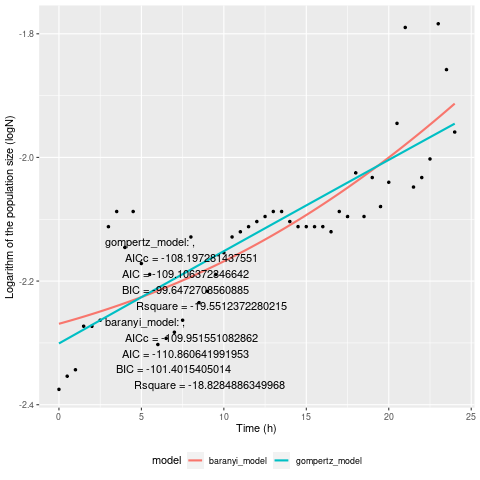 -1.8
-2.0
-2.2
-2.4
Logarithm of the population size (logN)
gompertz_model: ,
AICc = -108.197281437551
AIC = -109.106372846642
BIC = -99.6472708560885
Rsquare = -19.5512372280215
baranyi_model: ,
AICc = -109.951551082862
AIC = -110.860641991953
BIC = -101.4015405014
Rsquare = -18.8284886349968
0 5 10 15 20 25
Time (h)
model baranyi_model gompertz_model